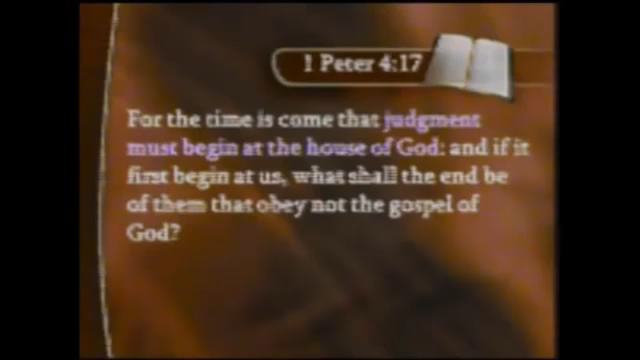 1 Peter 4:17
For the time is come that judgment
must begin at the house of God: and if it
first begin at us, what shall the end be
of them that obey not the gospel of
God?